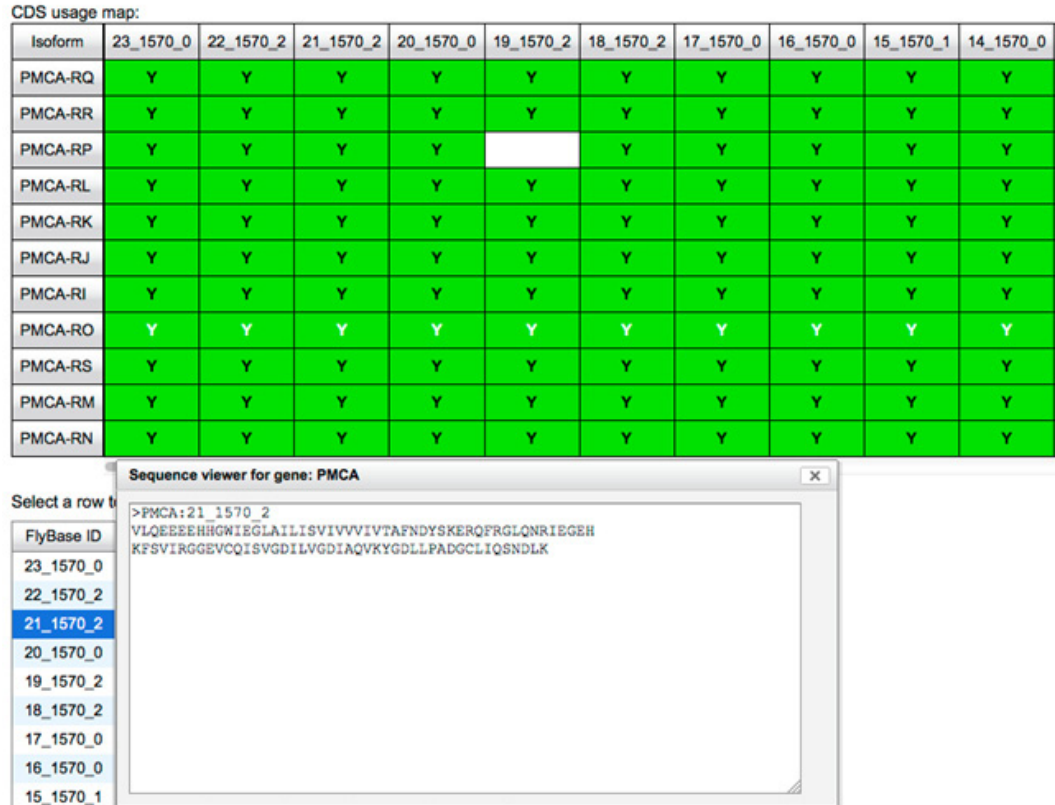 CDS usage map:
Isoform 23_1570_0 22_1570_2 21_1570_2 20_1570_0 19_1570_2 18_1570_2 17_1570_0 16_1570_0 15_1570_1 14_1570_0
PMCA-RQ Y Y Y Y Y Y Y Y Y Y
PMCA-RR Y Y Y Y Y Y Y Y Y Y
PMCA-RP Y Y Y Y Y Y Y Y Y
PMCA-RL Y Y Y Y Y Y Y Y Y Y
PMCA-RK Y Y Y Y Y Y Y Y Y Y
PMCA-RJ Y Y Y Y Y Y Y Y Y Y
PMCA-RI Y Y Y Y Y Y Y Y Y Y
PMCA-RO Y Y Y Y Y Y Y Y Y Y
PMCA-RS Y Y Y Y Y Y Y Y Y Y
PMCA-RM Y Y Y Y Y Y Y Y Y Y
PMCA-RN Y Y Y Y Y Y Y Y Y Y
Sequence viewer for gene: PMCA
>PMCA:21_1570_2
VLQEEEEHHGWIEGLAILISVIVVVIVTAFNDYSKERQFRGLQNRIEGEH
KFSVIRGGEVCQISVGDILVGDIAQVKYGDLLPADGCLIQSNDLK
Select a row
FlyBase ID
23_1570_0
22_1570_2
21_1570_2
20_1570_0
19_1570_2
18_1570_2
17_1570_0
16_1570_0
15_1570_1